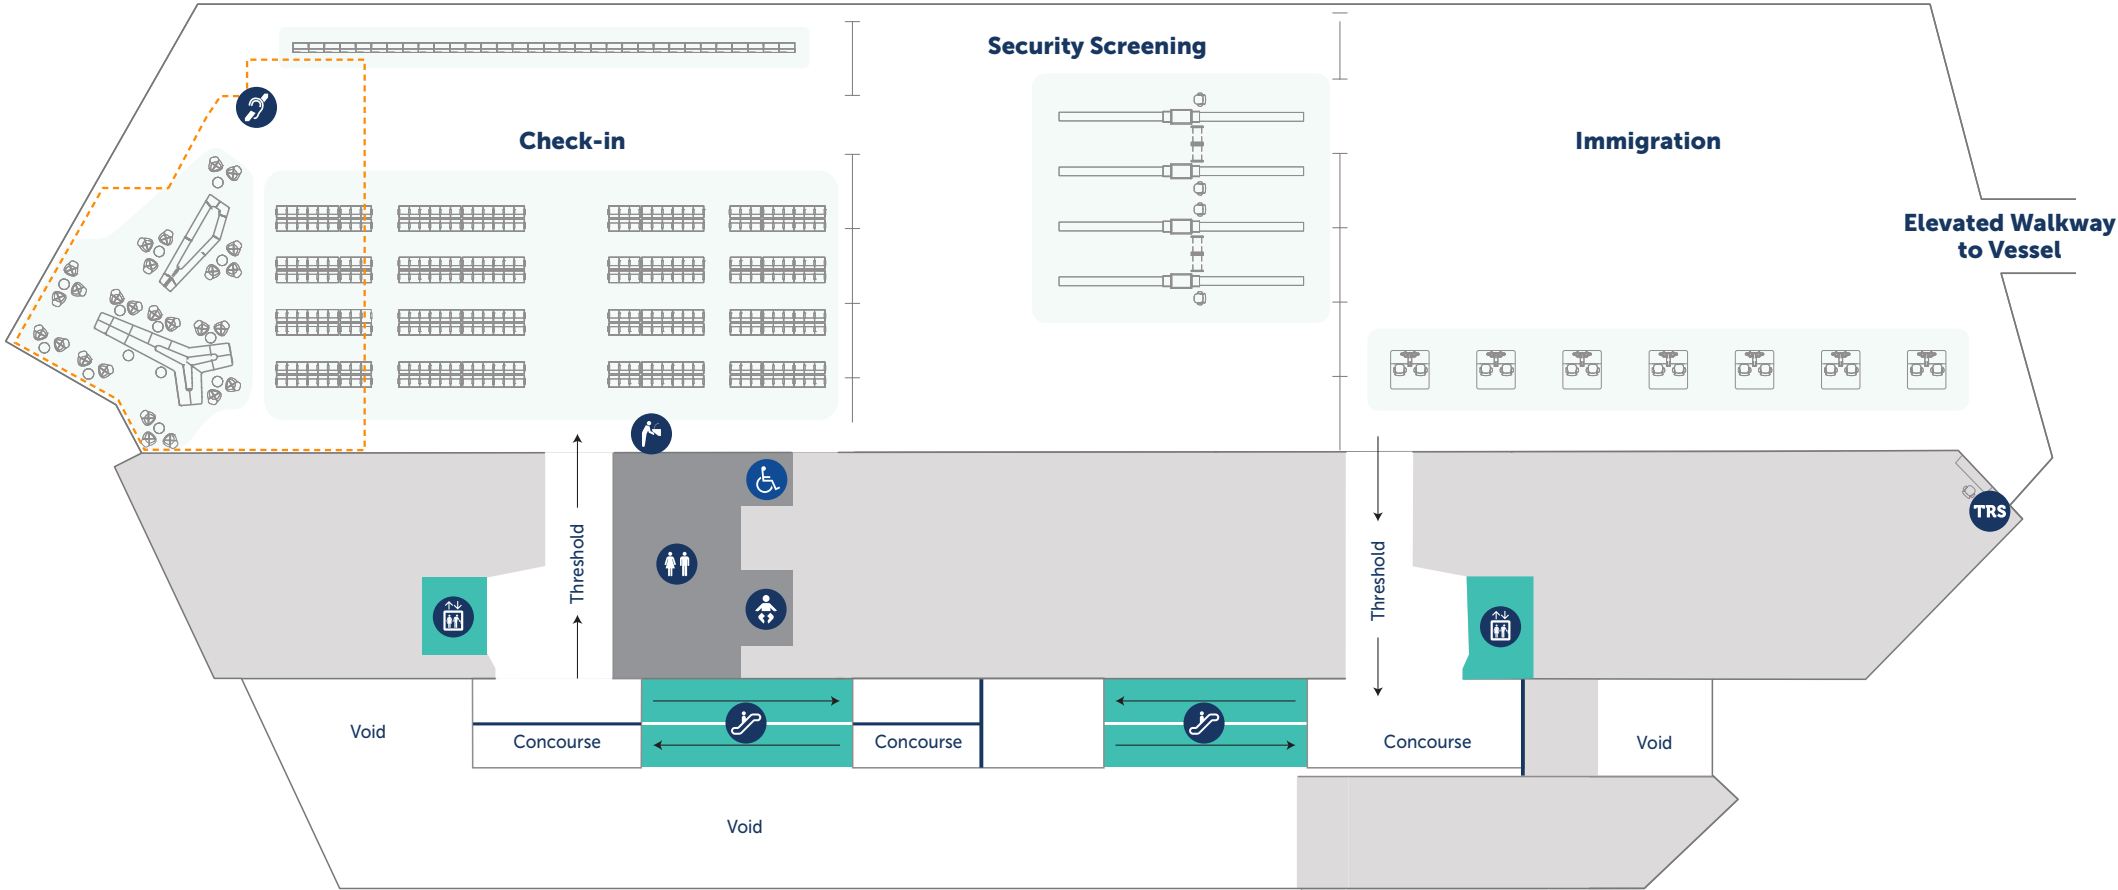 Security Screening
Check-in
Immigration
Elevated Walkway
to Vessel
TRS
Threshold
Threshold
Void
Concourse
Concourse
Concourse
Void
Void